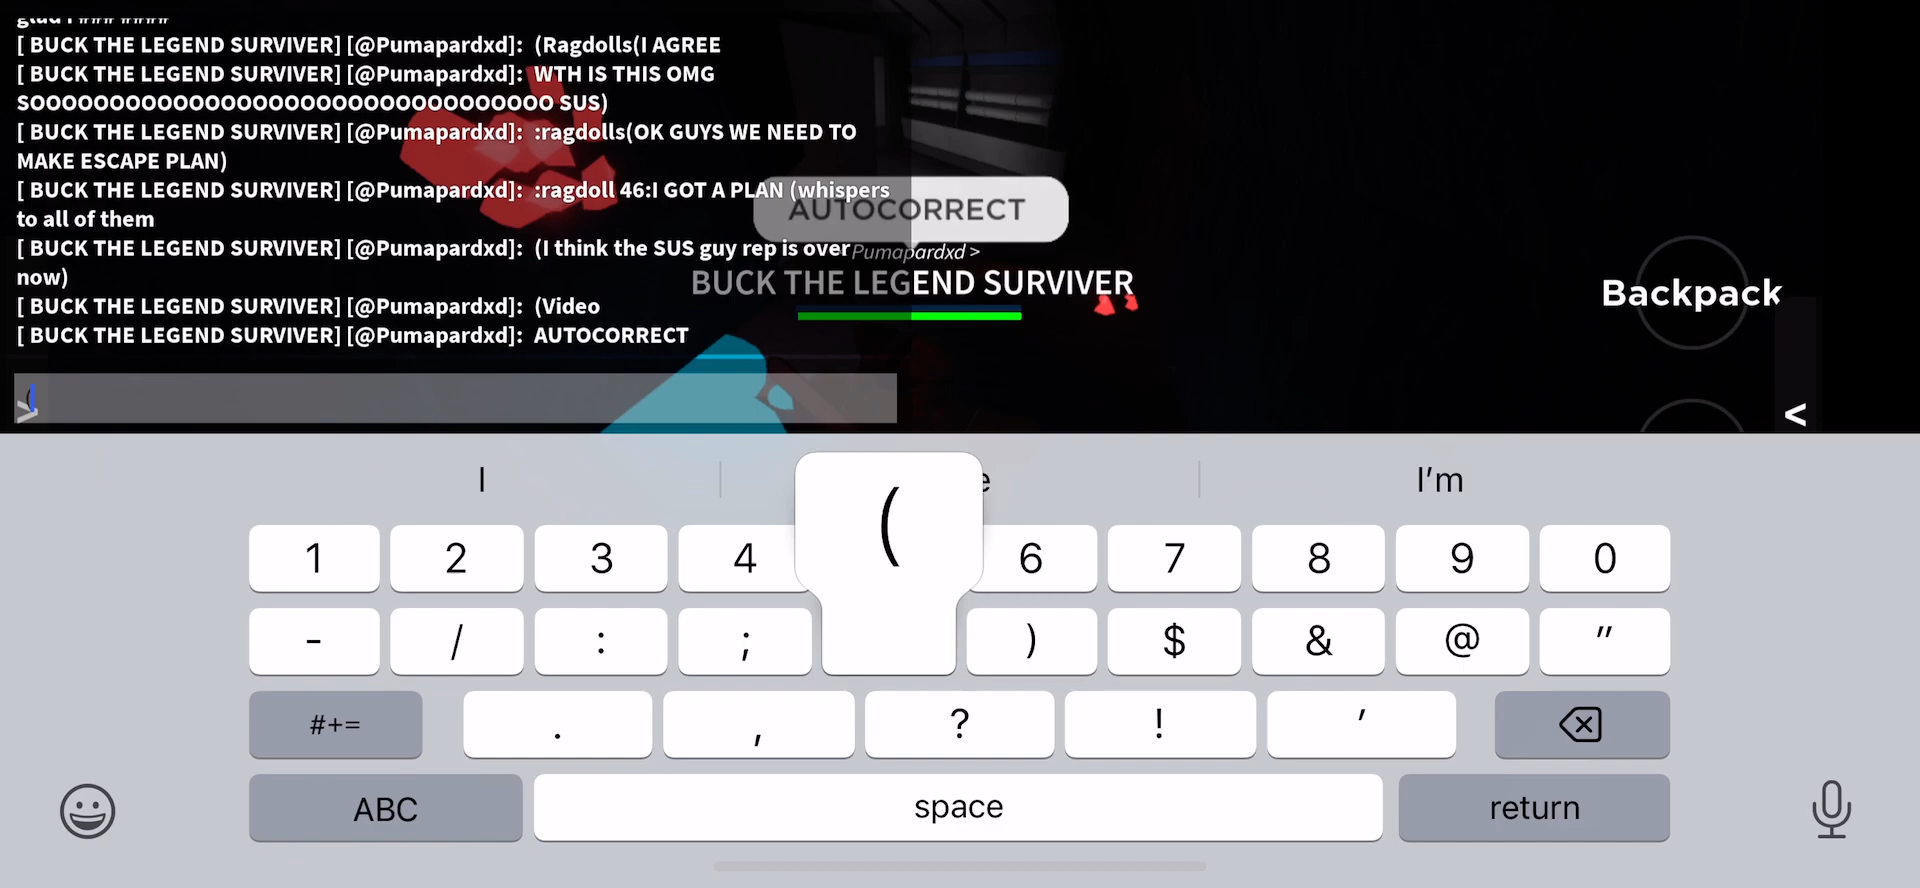 glad I #### ####
[ BUCK THE LEGEND SURVIVER] [@Pumapardxd]: (Ragdolls(I AGREE
[ BUCK THE LEGEND SURVIVER] [@Pumapardxd]: WTH IS THIS OMG
SOOOOOOOOOOOOOOOOOOOOOOOOOOOOOOOOO SUS)
[ BUCK THE LEGEND SURVIVER] [@Pumapardxd]: :ragdolls(OK GUYS WE NEED TO
MAKE ESCAPE PLAN)
[ BUCK THE LEGEND SURVIVER] [@Pumapardxd]: :ragdoll 46:I GOT A PLAN (whispers
to all of them
[ BUCK THE LEGEND SURVIVER] [@Pumapardxd]: (I think the SUS guy rep is over
now)
[ BUCK THE LEGEND SURVIVER] [@Pumapardxd]: (Video
[ BUCK THE LEGEND SURVIVER] [@Pumapardxd]: AUTOCORRECT
AUTOCORRECT
Pumapardxd >
BUCK THE LEGEND SURVIVER
Backpack
(
>
<
I I'm
(
1 2 3 4 6 7 8 9 0
- / : ; ) $ & @ "
#+= . , ? ! '
ABC space return